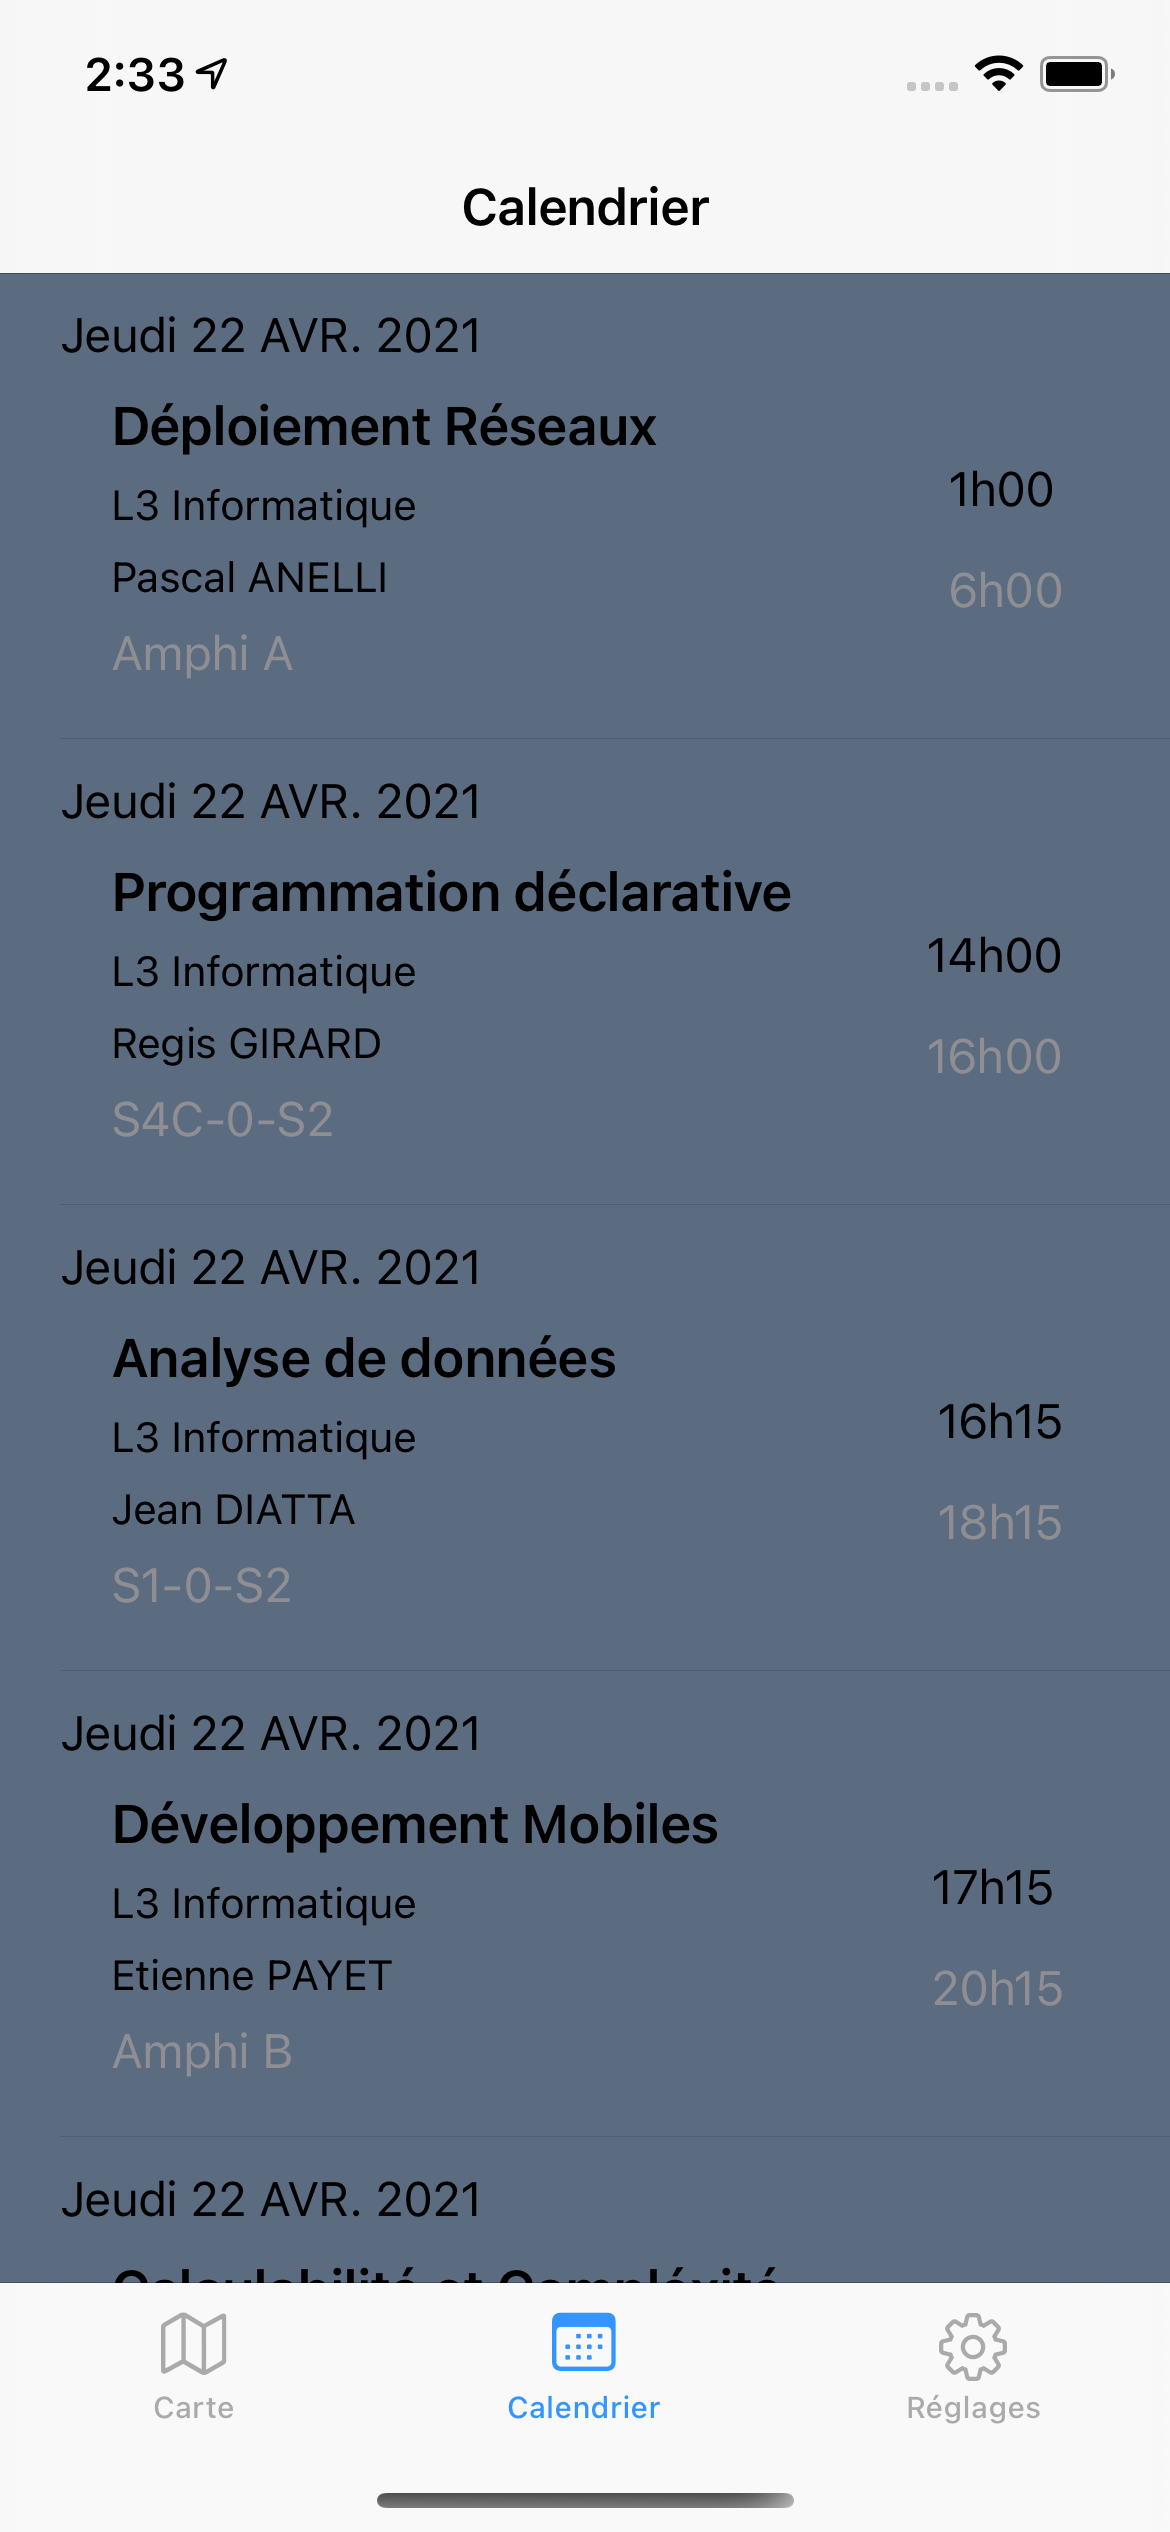 2:33
Calendrier
Jeudi 22 AVR. 2021
Déploiement Réseaux
L3 Informatique
1h00
Pascal ANELLI
6h00
Amphi A
Jeudi 22 AVR. 2021
Programmation déclarative
L3 Informatique
14h00
Regis GIRARD
16h00
S4C-0-S2
Jeudi 22 AVR. 2021
Analyse de données
L3 Informatique
16h15
Jean DIATTA
18h15
S1-0-S2
Jeudi 22 AVR. 2021
Développement Mobiles
L3 Informatique
17h15
Etienne PAYET
20h15
Amphi B
Jeudi 22 AVR. 2021
Calculabilité et Compléxité
Carte
Calendrier
Réglages